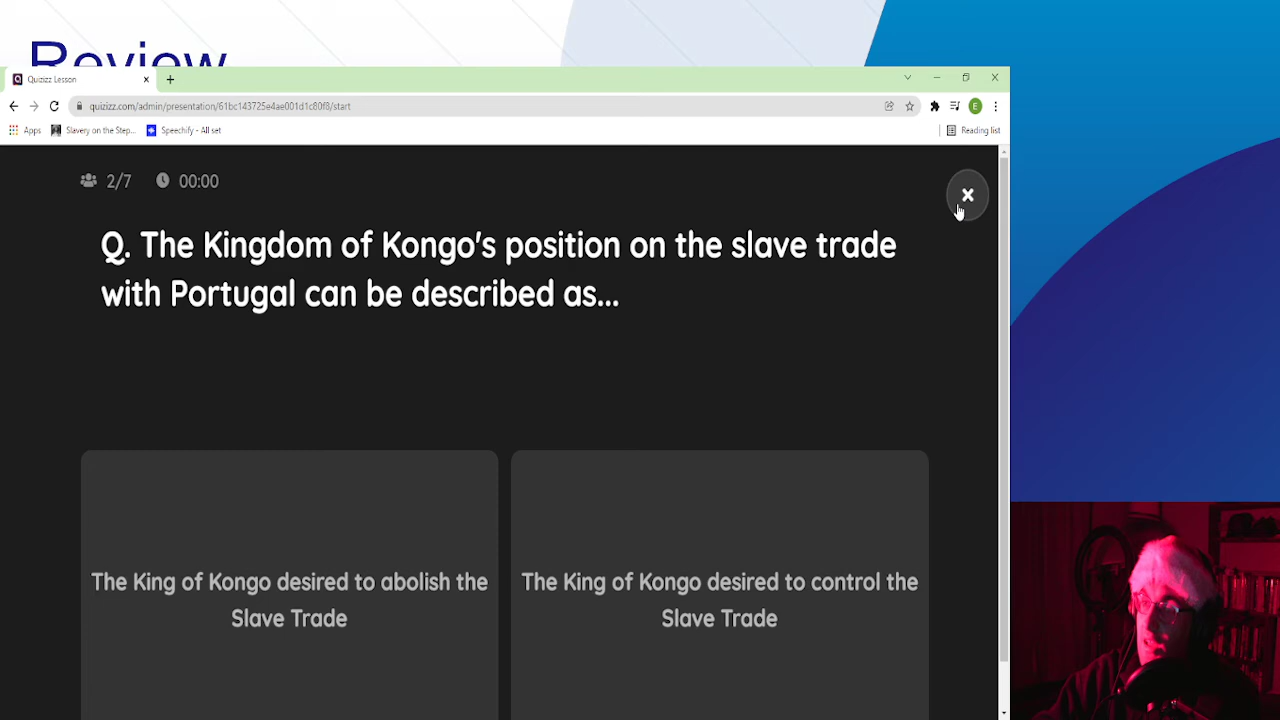 Review
Quizizz Lesson
quizizz.com/admin/presentation/61bc143725e4ae001d1c80f8/start
E
Apps
Slavery on the Step...
Speechify - All set
Reading list
2/7
00:00
Q. The Kingdom of Kongo's position on the slave trade
with Portugal can be described as...
The King of Kongo desired to abolish the
Slave Trade
The King of Kongo desired to control the
Slave Trade